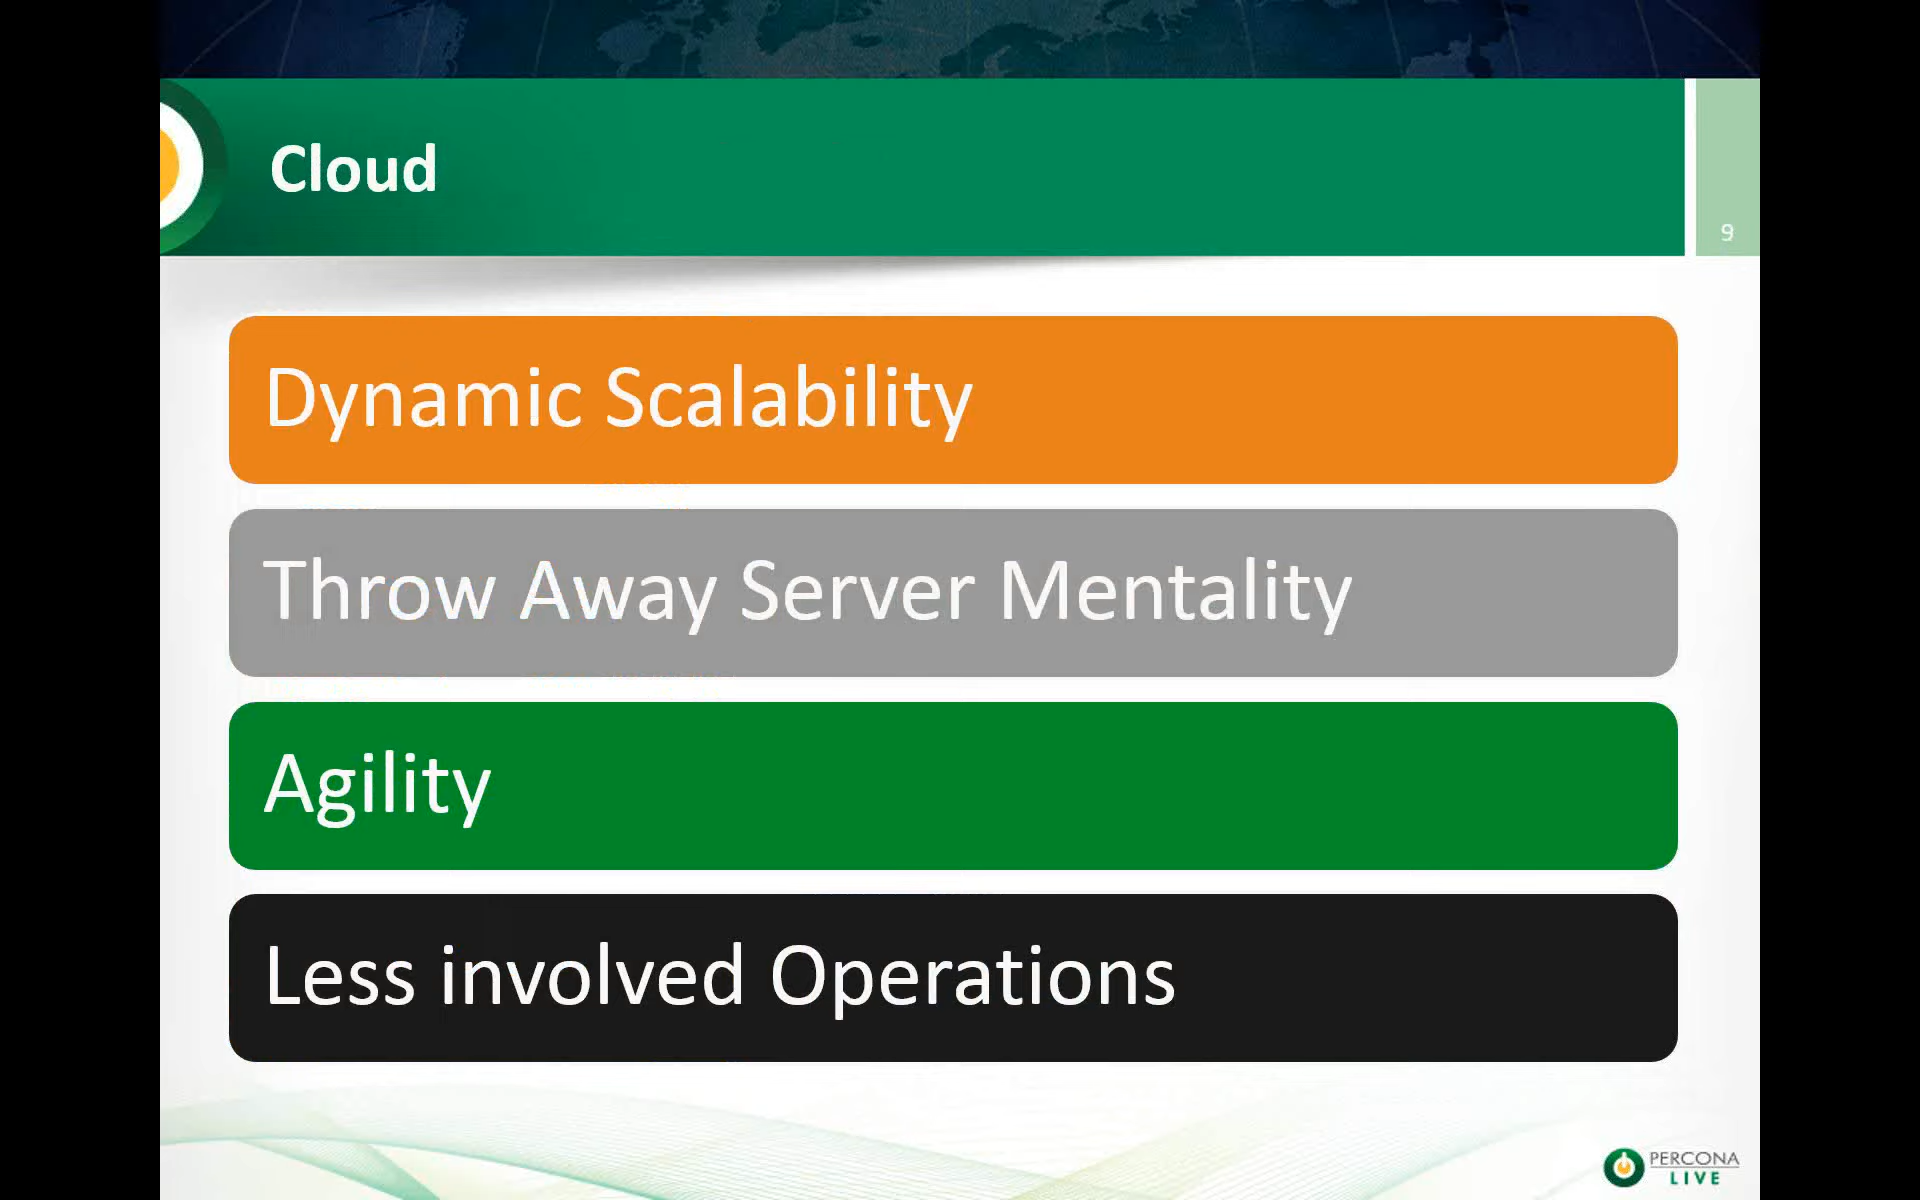 Cloud
9
Dynamic Scalability
Throw Away Server Mentality
Agility
Less involved Operations
PERCONA
LIVE